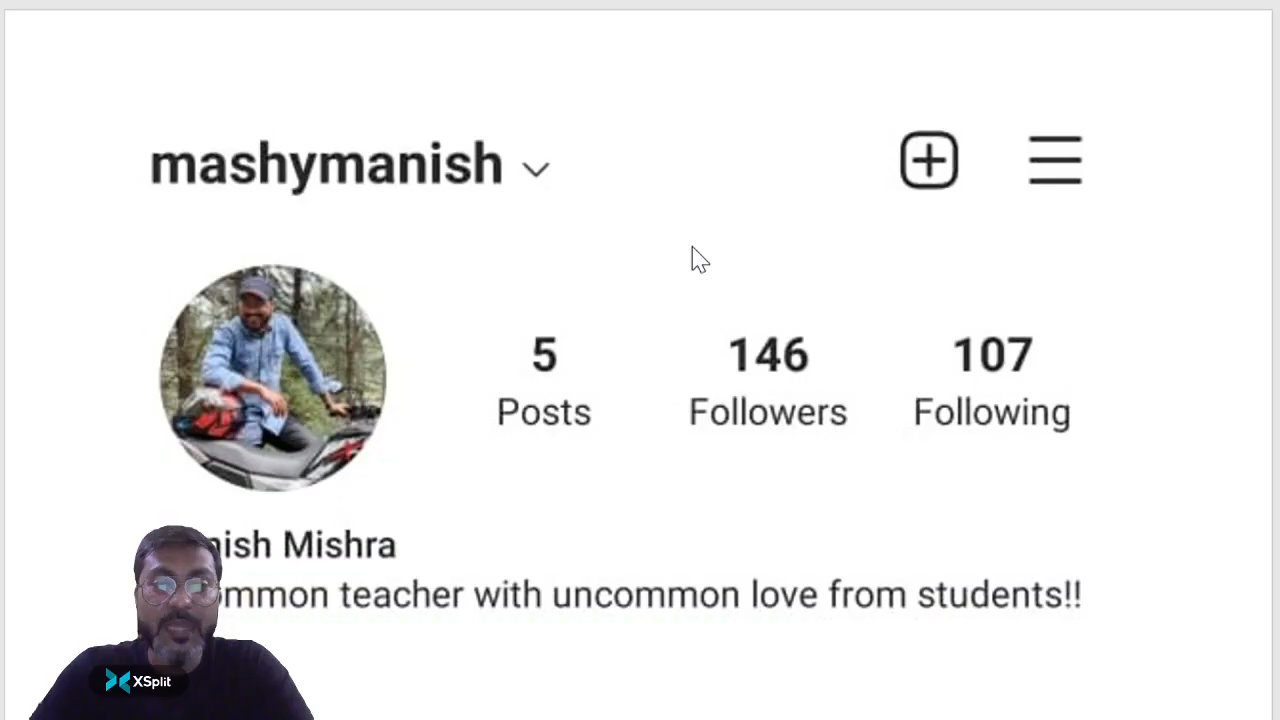 mashymanish
5 146 107
Posts Followers Following
nish Mishra
mmon teacher with uncommon love from students!!
XSplit